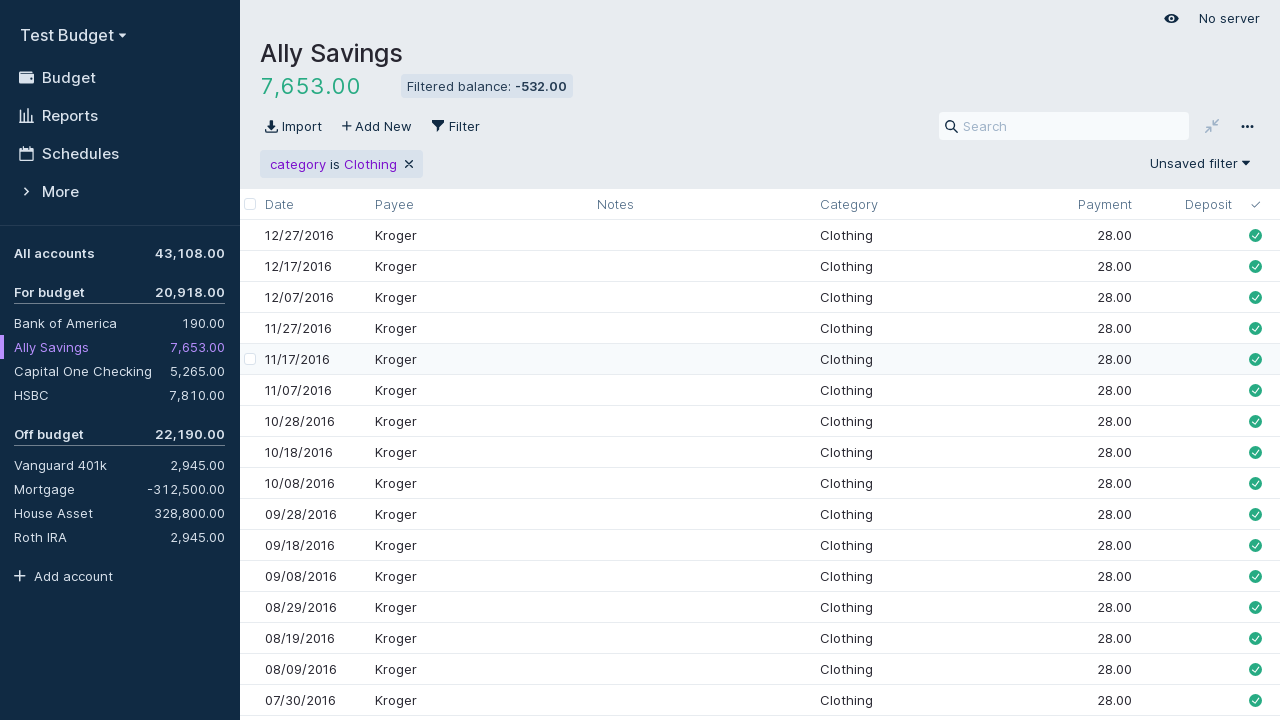 Test Budget
Budget
Reports
Schedules
More
All accounts 43,108.00
For budget 20,918.00
Bank of America 190.00
Ally Savings 7,653.00
Capital One Checking 5,265.00
HSBC 7,810.00
Off budget 22,190.00
Vanguard 401k 2,945.00
Mortgage -312,500.00
House Asset 328,800.00
Roth IRA 2,945.00
Add account
No server
Ally Savings
7,653.00 Filtered balance: -532.00
Import Add New Filter Search
category is Clothing Unsaved filter
Date Payee Notes Category Payment Deposit
12/27/2016 Kroger Clothing 28.00
12/17/2016 Kroger Clothing 28.00
12/07/2016 Kroger Clothing 28.00
11/27/2016 Kroger Clothing 28.00
11/17/2016 Kroger Clothing 28.00
11/07/2016 Kroger Clothing 28.00
10/28/2016 Kroger Clothing 28.00
10/18/2016 Kroger Clothing 28.00
10/08/2016 Kroger Clothing 28.00
09/28/2016 Kroger Clothing 28.00
09/18/2016 Kroger Clothing 28.00
09/08/2016 Kroger Clothing 28.00
08/29/2016 Kroger Clothing 28.00
08/19/2016 Kroger Clothing 28.00
08/09/2016 Kroger Clothing 28.00
07/30/2016 Kroger Clothing 28.00